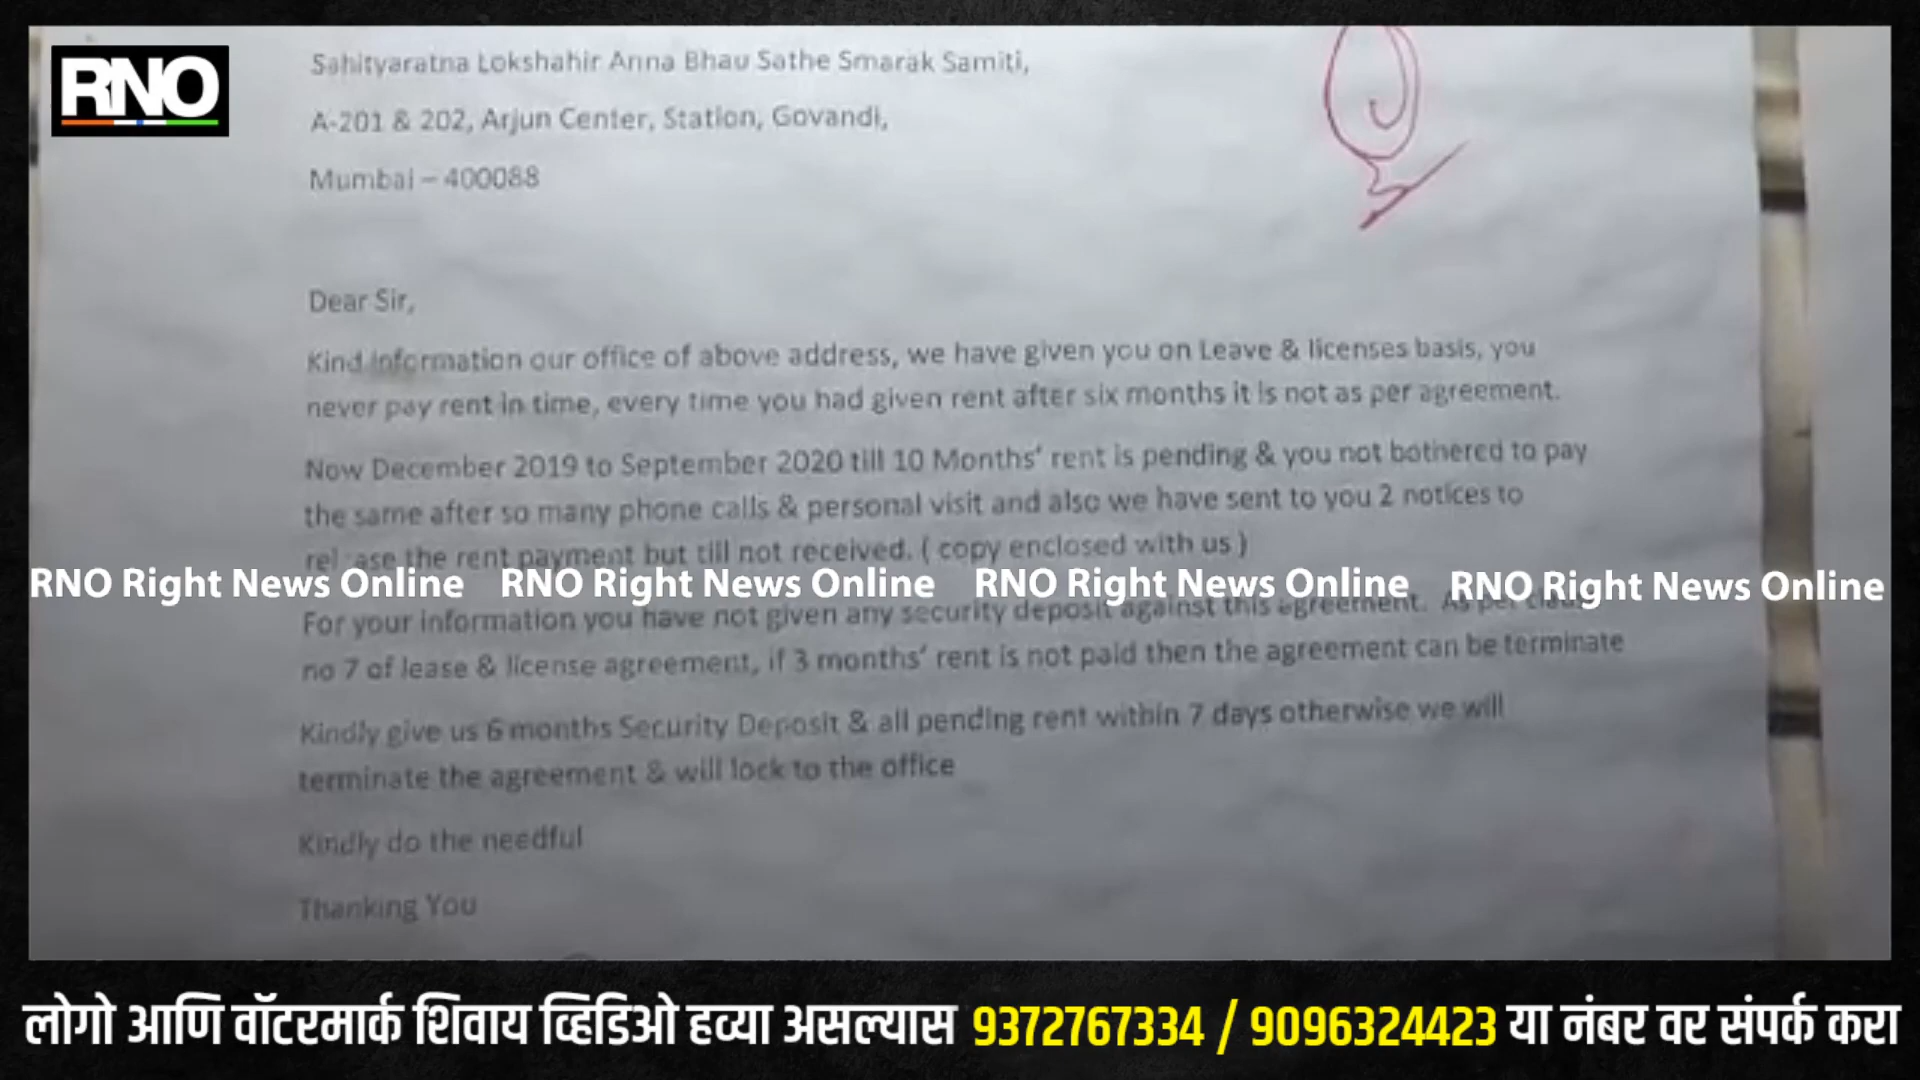 RNO
Sahityaratna Lokshahir Anna Bhau Sathe Smarak Samiti,
A-201 & 202, Arjun Center, Station, Govandi,
Mumbai – 400088
Dear Sir,
Kind information our office of above address, we have given you on Leave & licenses basis, you
never pay rent in time, every time you had given rent after six months it is not as per agreement.
Now December 2019 to September 2020 till 10 Months' rent is pending & you not bothered to pay
the same after so many phone calls & personal visit and also we have sent to you 2 notices to
release the rent payment but till not received. ( copy enclosed with us )
RNO Right News Online RNO Right News Online RNO Right News Online RNO Right News Online
For your information you have not given any security deposit against this agreement. As per
no 7 of lease & license agreement, if 3 months' rent is not paid then the agreement can be terminate
Kindly give us 6 months Security Deposit & all pending rent within 7 days otherwise we will
terminate the agreement & will lock to the office
Kindly do the needful
Thanking You
लोगो आणि वॉटरमार्क शिवाय व्हिडिओ हव्या असल्यास 9372767334 / 9096324423 या नंबर वर संपर्क करा